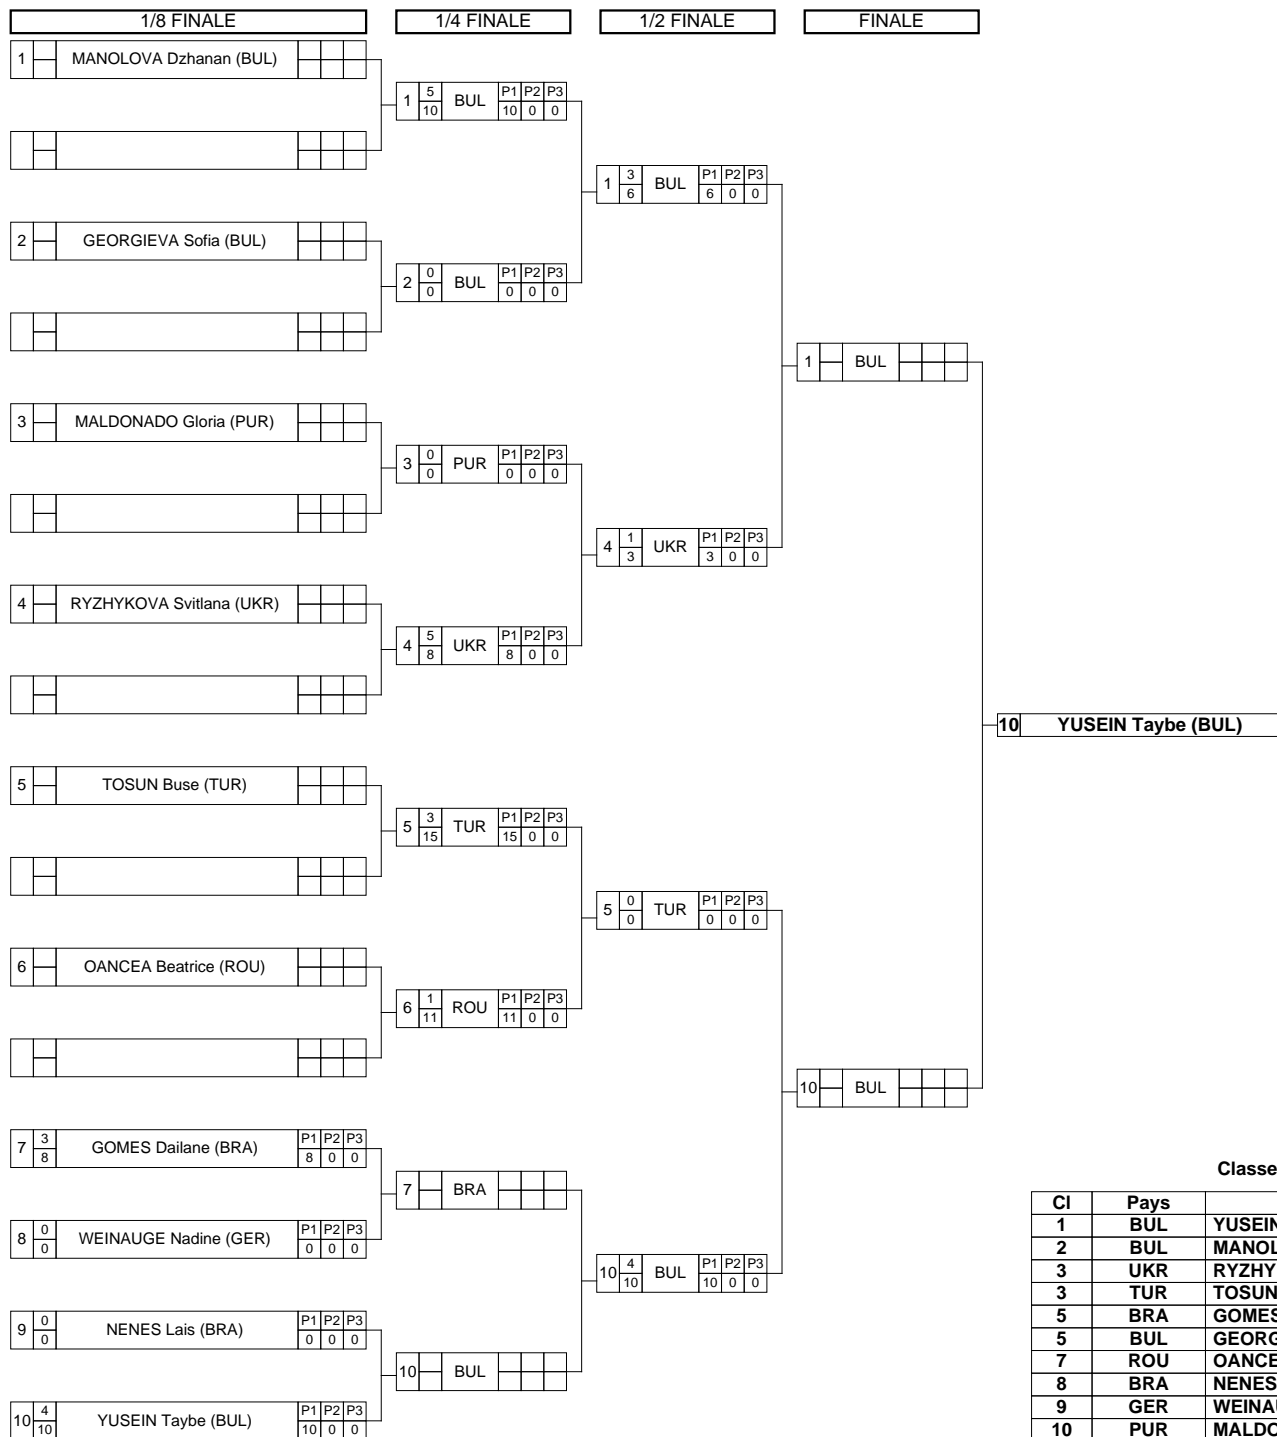 1/8 FINALE 1/4 FINALE 1/2 FINALE FINALE
1 MANOLOVA Dzhanan (BUL)
1 5 10 BUL P1 P2 P3 10 0 0
1 3 6 BUL P1 P2 P3 6 0 0
2 GEORGIEVA Sofia (BUL)
2 0 0 BUL P1 P2 P3 0 0 0
1 BUL
3 MALDONADO Gloria (PUR)
3 0 0 PUR P1 P2 P3 0 0 0
4 1 3 UKR P1 P2 P3 3 0 0
4 RYZHYKOVA Svitlana (UKR)
4 5 8 UKR P1 P2 P3 8 0 0
10 YUSEIN Taybe (BUL)
5 TOSUN Buse (TUR)
5 3 15 TUR P1 P2 P3 15 0 0
5 0 0 TUR P1 P2 P3 0 0 0
6 OANCEA Beatrice (ROU)
6 1 11 ROU P1 P2 P3 11 0 0
10 BUL
7 3 8 GOMES Dailane (BRA) P1 P2 P3 8 0 0
7 BRA
8 0 0 WEINAUGE Nadine (GER) P1 P2 P3 0 0 0
10 4 10 BUL P1 P2 P3 10 0 0
9 0 0 NENES Lais (BRA) P1 P2 P3 0 0 0
10 BUL
10 4 10 YUSEIN Taybe (BUL) P1 P2 P3 10 0 0
Classe
Cl Pays
1 BUL YUSEIN
2 BUL MANOL
3 UKR RYZHY
3 TUR TOSUN
5 BRA GOMES
5 BUL GEORG
7 ROU OANCE
8 BRA NENES
9 GER WEINAU
10 PUR MALDO